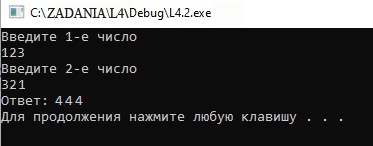 C:\ZADANIA\L4\Debug\L4.2.exe
Введите 1-е число
123
Введите 2-е число
321
Ответ: 444
Для продолжения нажмите любую клавишу . . .